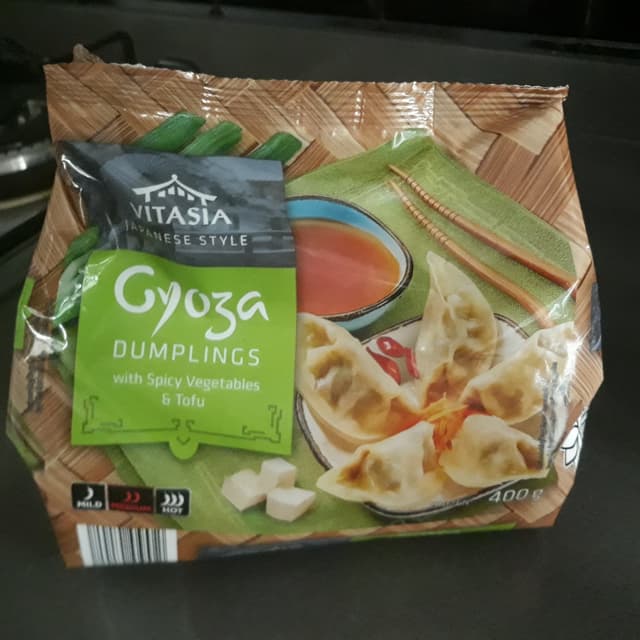 VITASIA
JAPANESE STYLE
Gyoza
DUMPLINGS
with Spicy Vegetables
& Tofu
MILD
MEDIUM
HOT
400 g